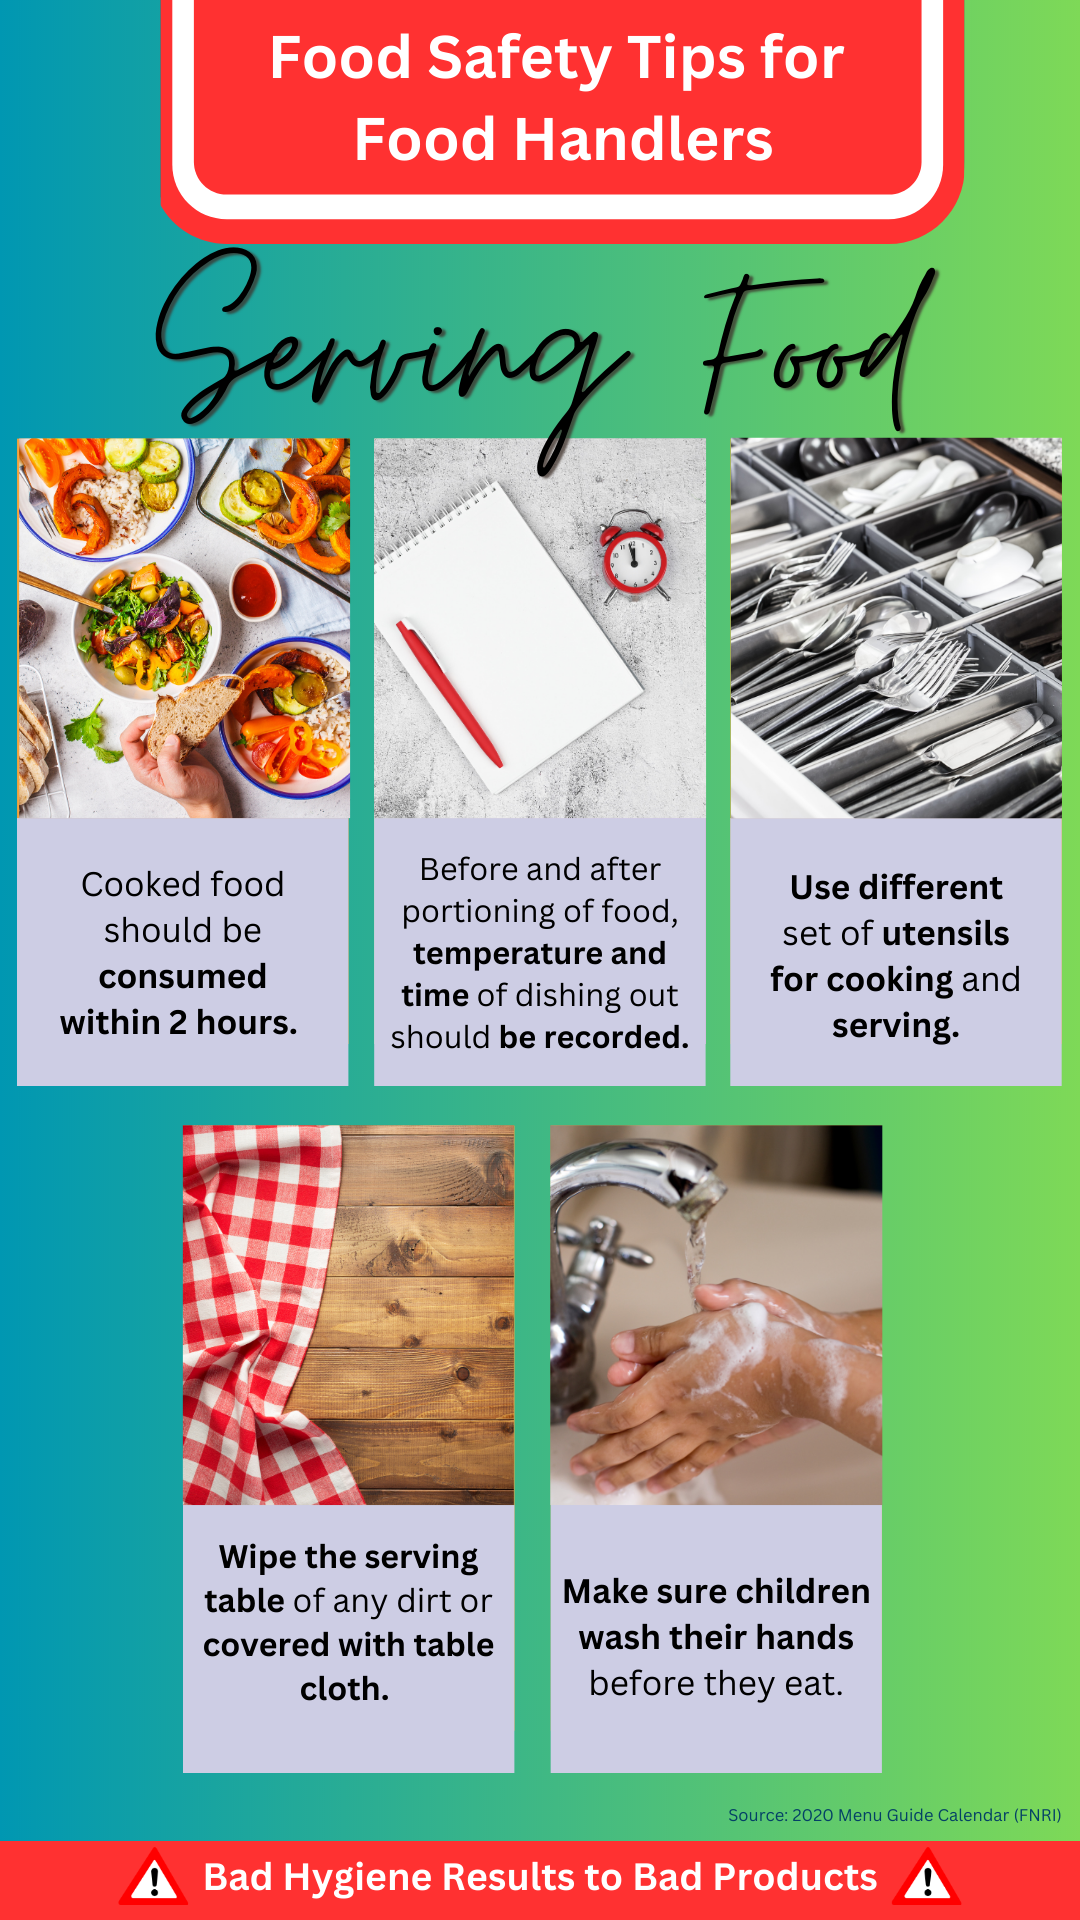 Food Safety Tips for
Food Handlers
Serving Food
Cooked food
should be
consumed
within 2 hours.
Before and after
portioning of food,
temperature and
time of dishing out
should be recorded.
Use different
set of utensils
for cooking and
serving.
Wipe the serving
table of any dirt or
covered with table
cloth.
Make sure children
wash their hands
before they eat.
Source: 2020 Menu Guide Calendar (FNRI)
Bad Hygiene Results to Bad Products